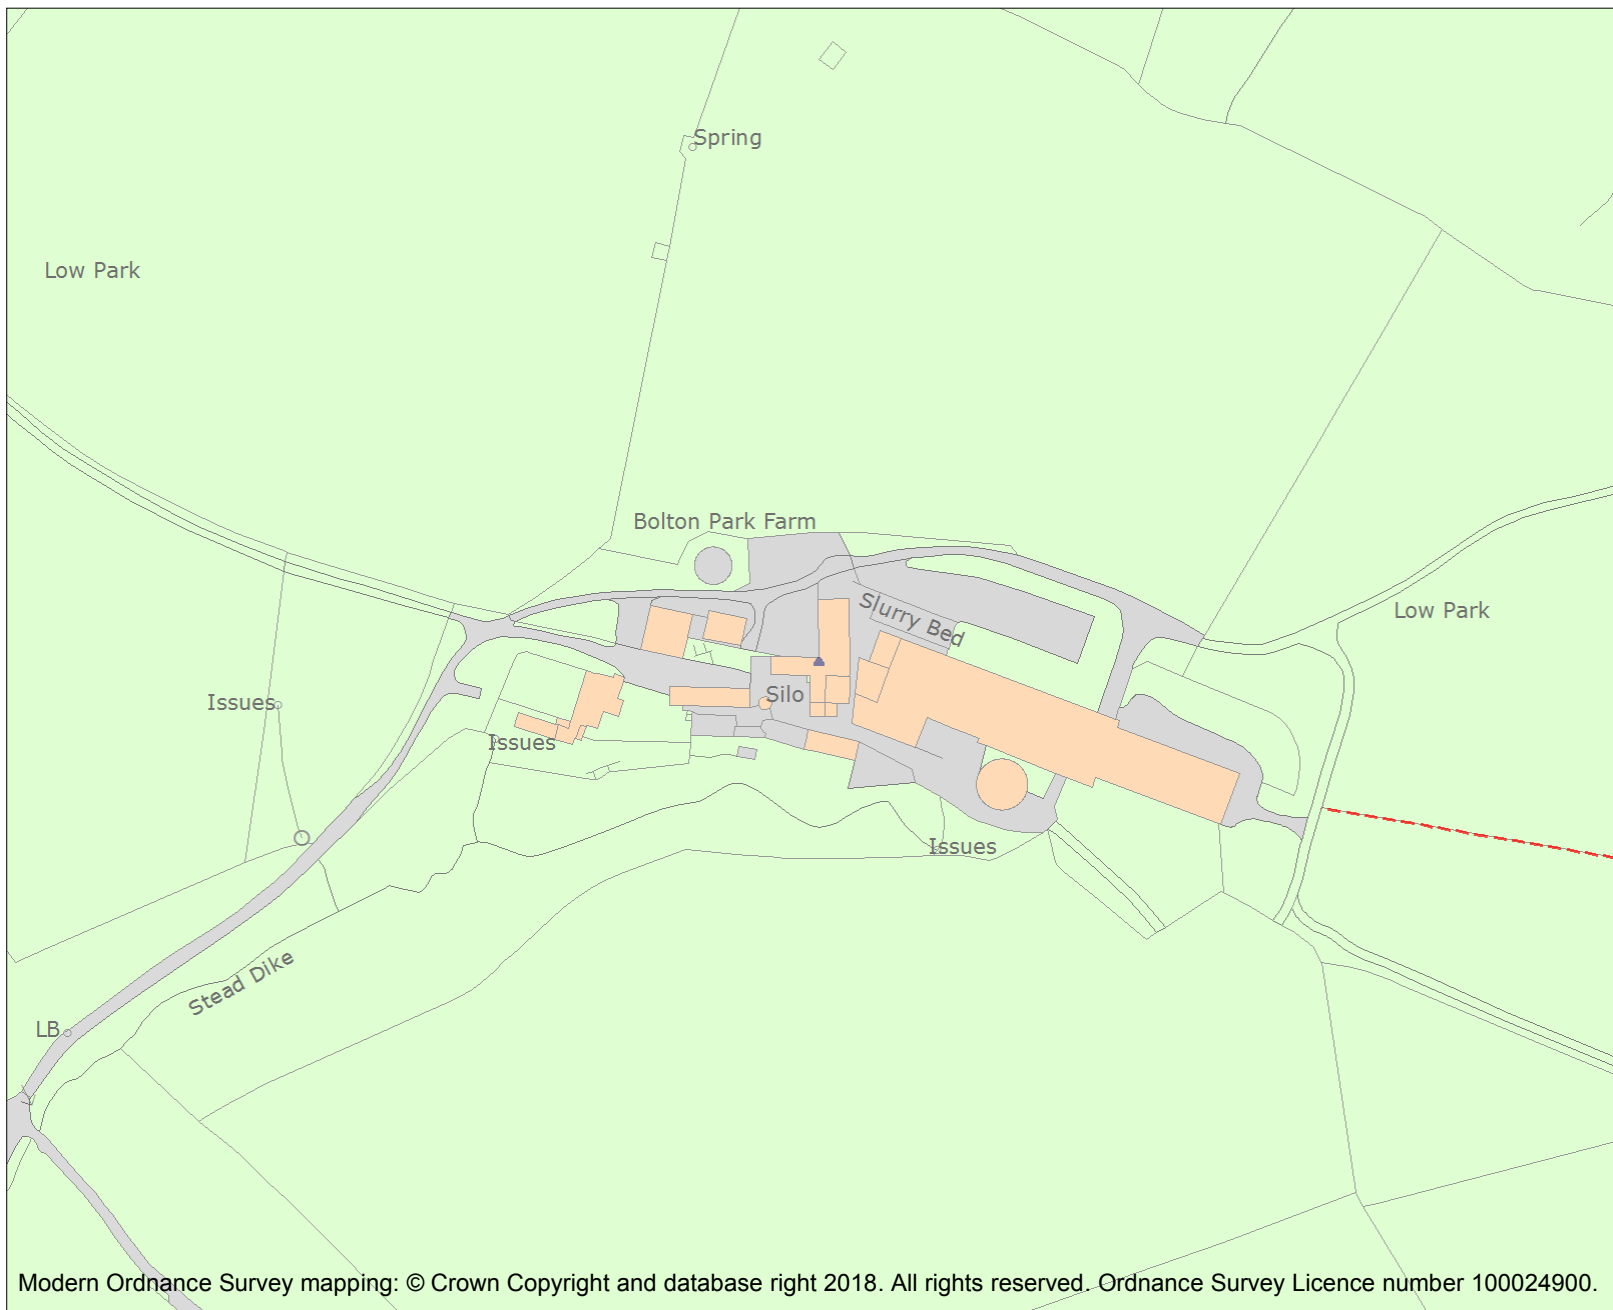 Spring
Low Park
Bolton Park Farm
Slurry Bed
Low Park
Silo
Issues
Issues
Issues
Stead Dike
LB
Modern Ordnance Survey mapping: © Crown Copyright and database right 2018. All rights reserved. Ordnance Survey Licence number 100024900.